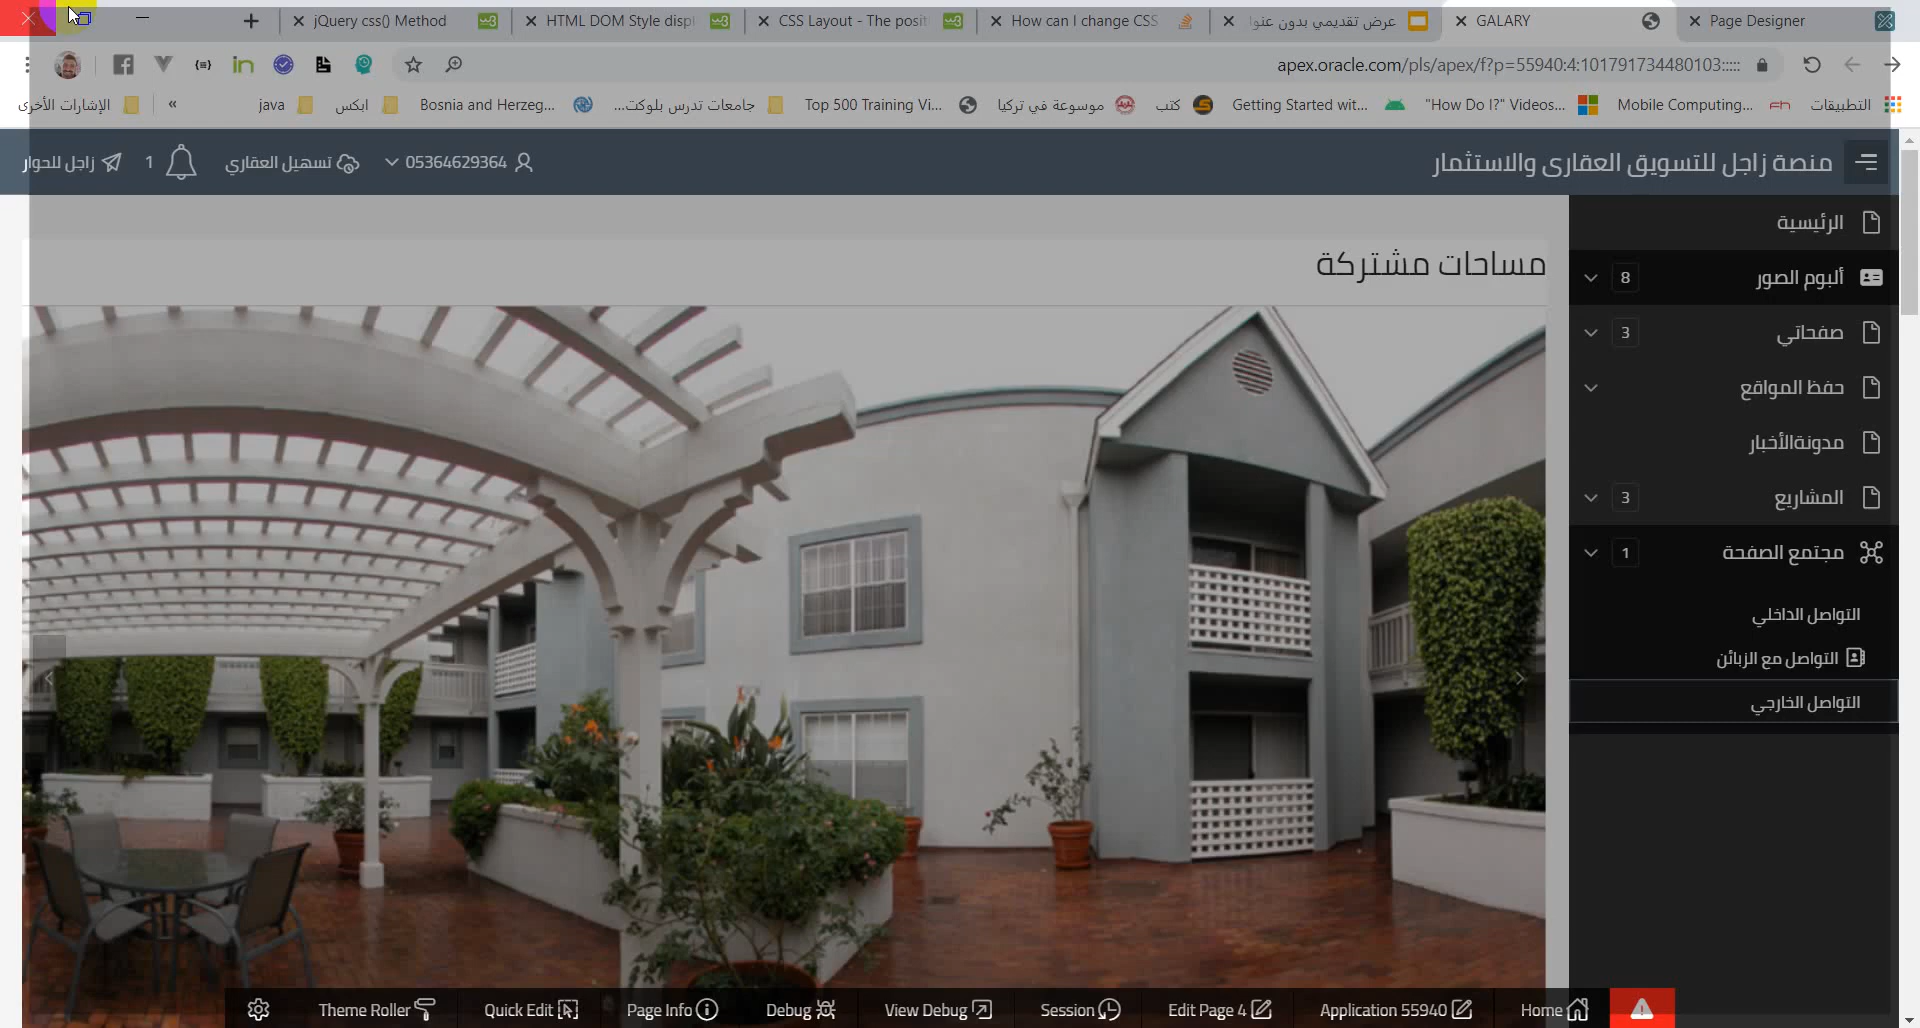 Page Designer
GALARY
عرض تقديمي بدون عنوا
How can I change CSS
CSS Layout - The posit
HTML DOM Style displ
jQuery css() Method
apex.oracle.com/pls/apex/f?p=55940:4:101791734480103:::::
التطبيقات
Mobile Computing...
"How Do I?" Videos...
Getting Started wit...
كتب
موسوعة في تركيا
Top 500 Training Vi...
جامعات تدرس بلوكت...
Bosnia and Herzeg...
ابكس
java
»
الإشارات الأخرى
منصة زاجل للتسويق العقارى والاستثمار
05364629364
تسهيل العقاري
1
زاجل للحوار
الرئيسية
ألبوم الصور
8
صفحاتي
3
حفظ المواقع
مدونةالأخبار
المشاريع
3
مجتمع الصفحة
1
التواصل الداخلي
التواصل مع الزبائن
التواصل الخارجي
مساحات مشتركة
Home
Application 55940
Edit Page 4
Session
View Debug
Debug
Page Info
Quick Edit
Theme Roller